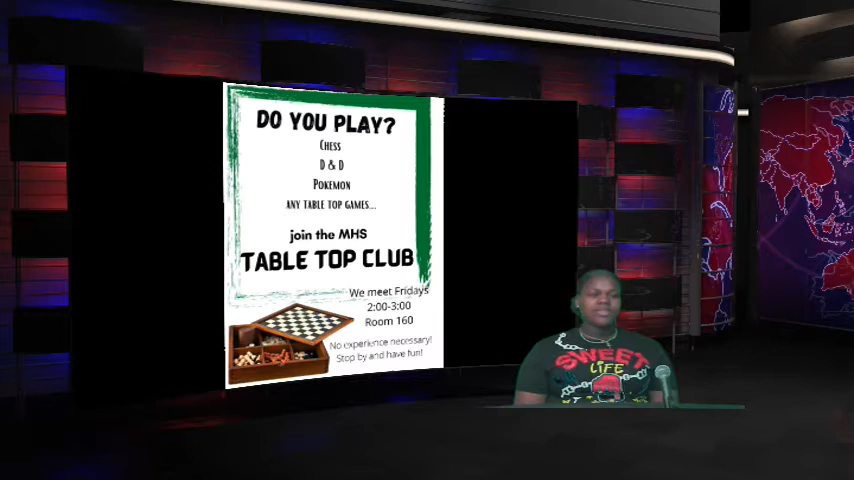 DO YOU PLAY?
CHESS
D & D
POKEMON
ANY TABLE TOP GAMES...
join the MHS
TABLE TOP CLUB
We meet Fridays
2:00-3:00
Room 160
No experience necessary!
Stop by and have fun!
SWEET
LIFE